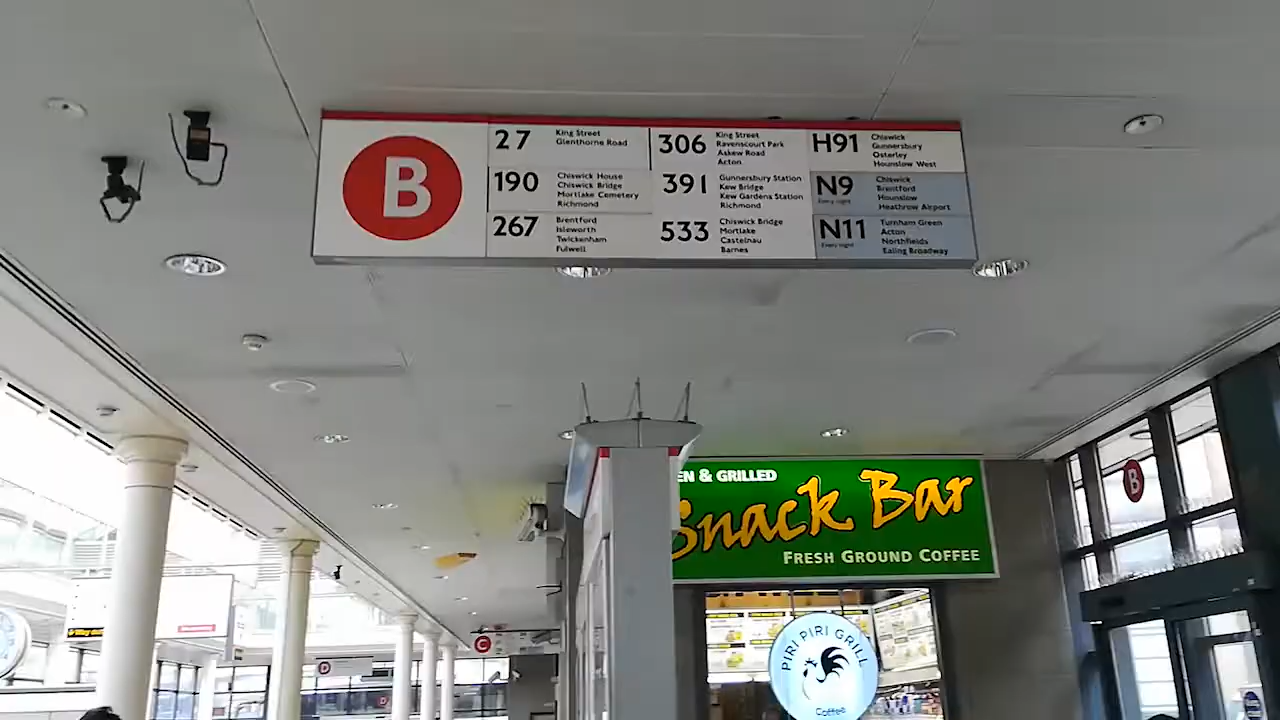 B
27
King Street
Glenthorne Road
190
Chiswick House
Chiswick Bridge
Mortlake Cemetery
Richmond
267
Brentford
Isleworth
Twickenham
Fulwell
306
King Street
Ravenscourt Park
Askew Road
Acton
391
Gunnersbury Station
Kew Bridge
Kew Gardens Station
Richmond
533
Chiswick Bridge
Mortlake
Castelnau
Barnes
H91
Chiswick
Gunnersbury
Osterley
Hounslow West
N9
Every night
Chiswick
Brentford
Hounslow
Heathrow Airport
N11
Every night
Turnham Green
Acton
Northfields
Ealing Broadway
EN & GRILLED
Snack Bar
FRESH GROUND COFFEE
PIRI PIRI GRILL
Coffee
B
C
D